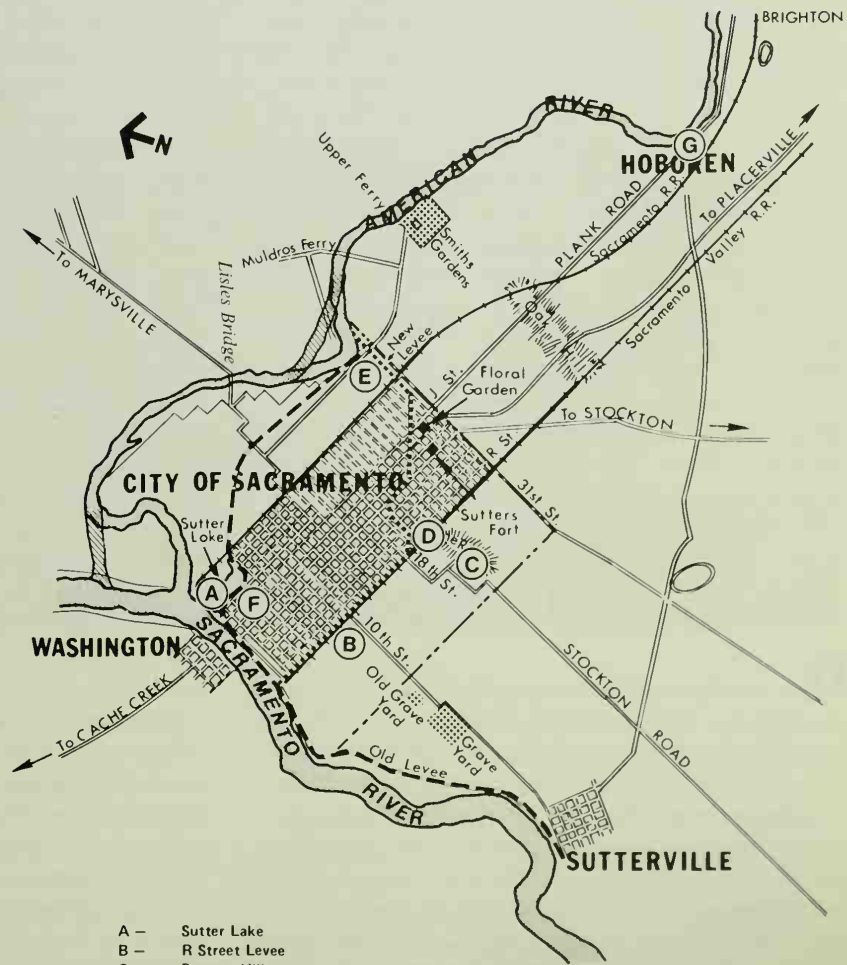 BRIGHTON
N
AMERICAN RIVER
Upper Ferry
Smiths Gardens
G
HOBOKEN
To PLACERVILLE
PLANK ROAD
Sacramento R.R.
Sacramento Valley R.R.
To MARYSVILLE
Muldros Ferry
Lisles Bridge
New Levee
E
J St.
Floral Garden
Oak
To STOCKTON
R St.
31st St.
CITY OF SACRAMENTO
Sutter Lake
Sutters Fort
D
C
18th St.
A
F
WASHINGTON
B
10th St.
Old Grave Yard
Grave Yard
STOCKTON ROAD
To CACHE CREEK
SACRAMENTO RIVER
Old Levee
SUTTERVILLE
A – Sutter Lake
B – R Street Levee